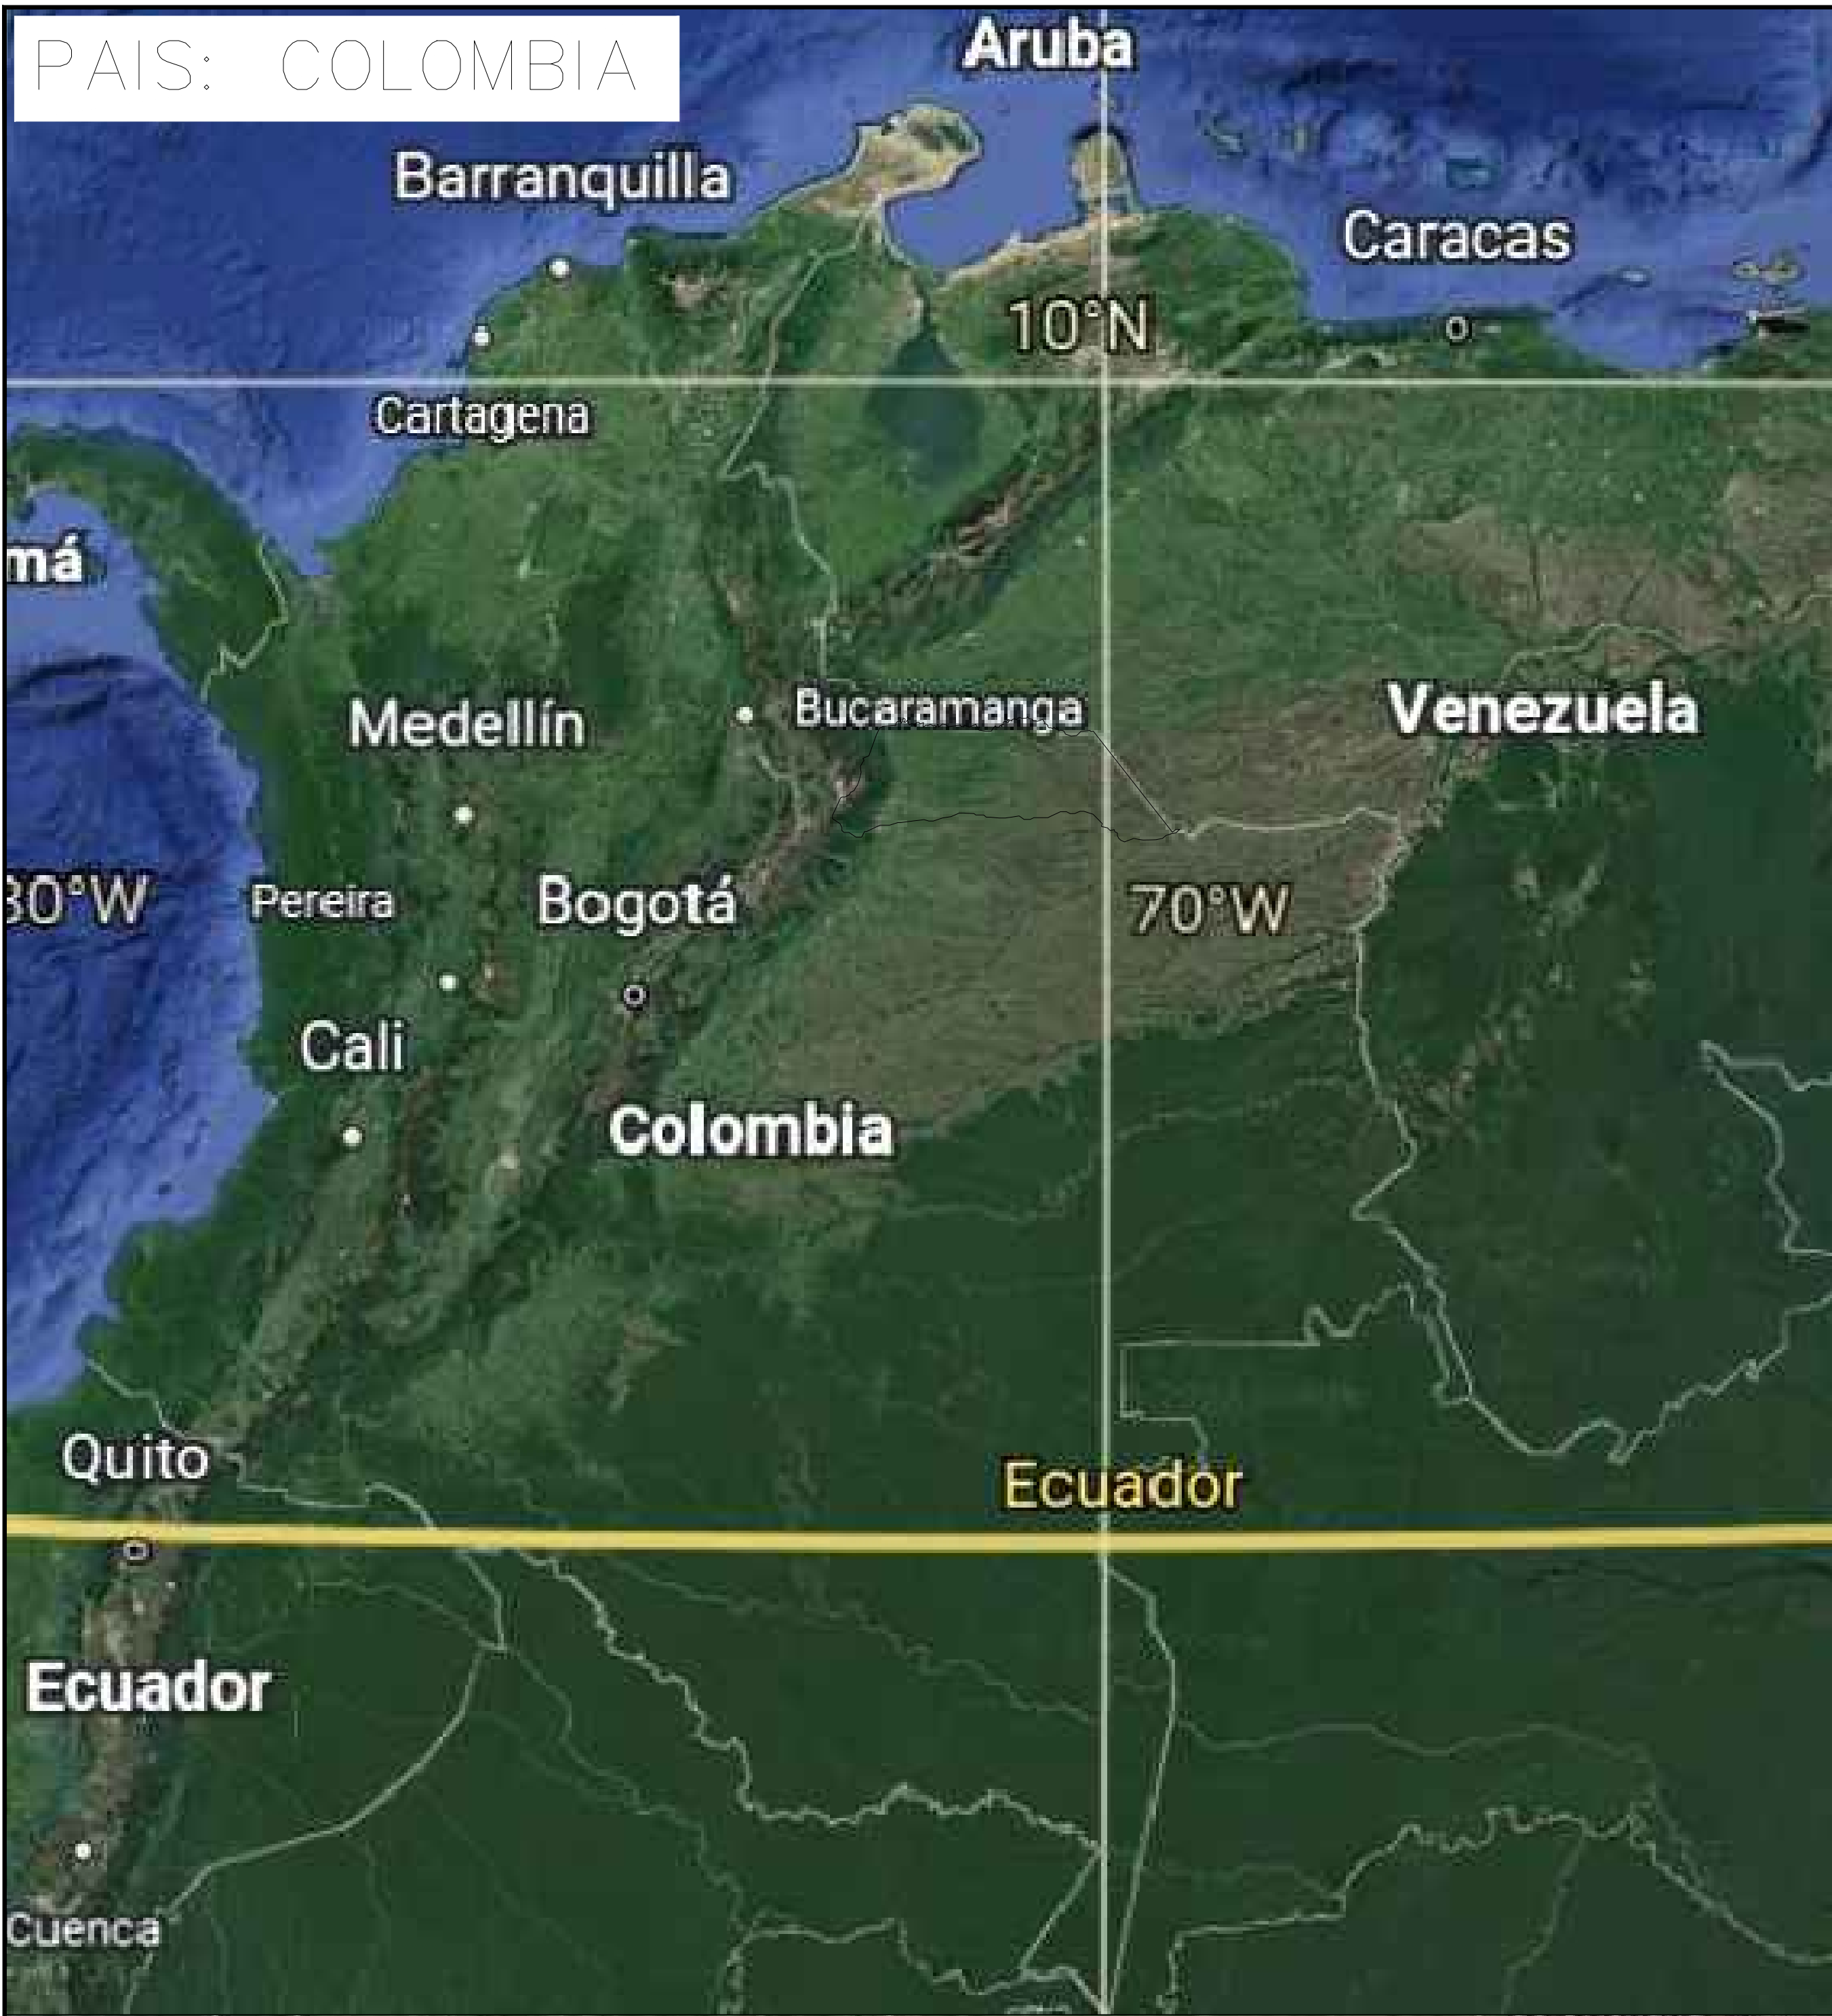 PAIS: COLOMBIA
Aruba
Barranquilla
Caracas
10°N
Cartagena
má
Medellín
Bucaramanga
Venezuela
30°W
Pereira
Bogotá
70°W
Cali
Colombia
Quito
Ecuador
Ecuador
Cuenca